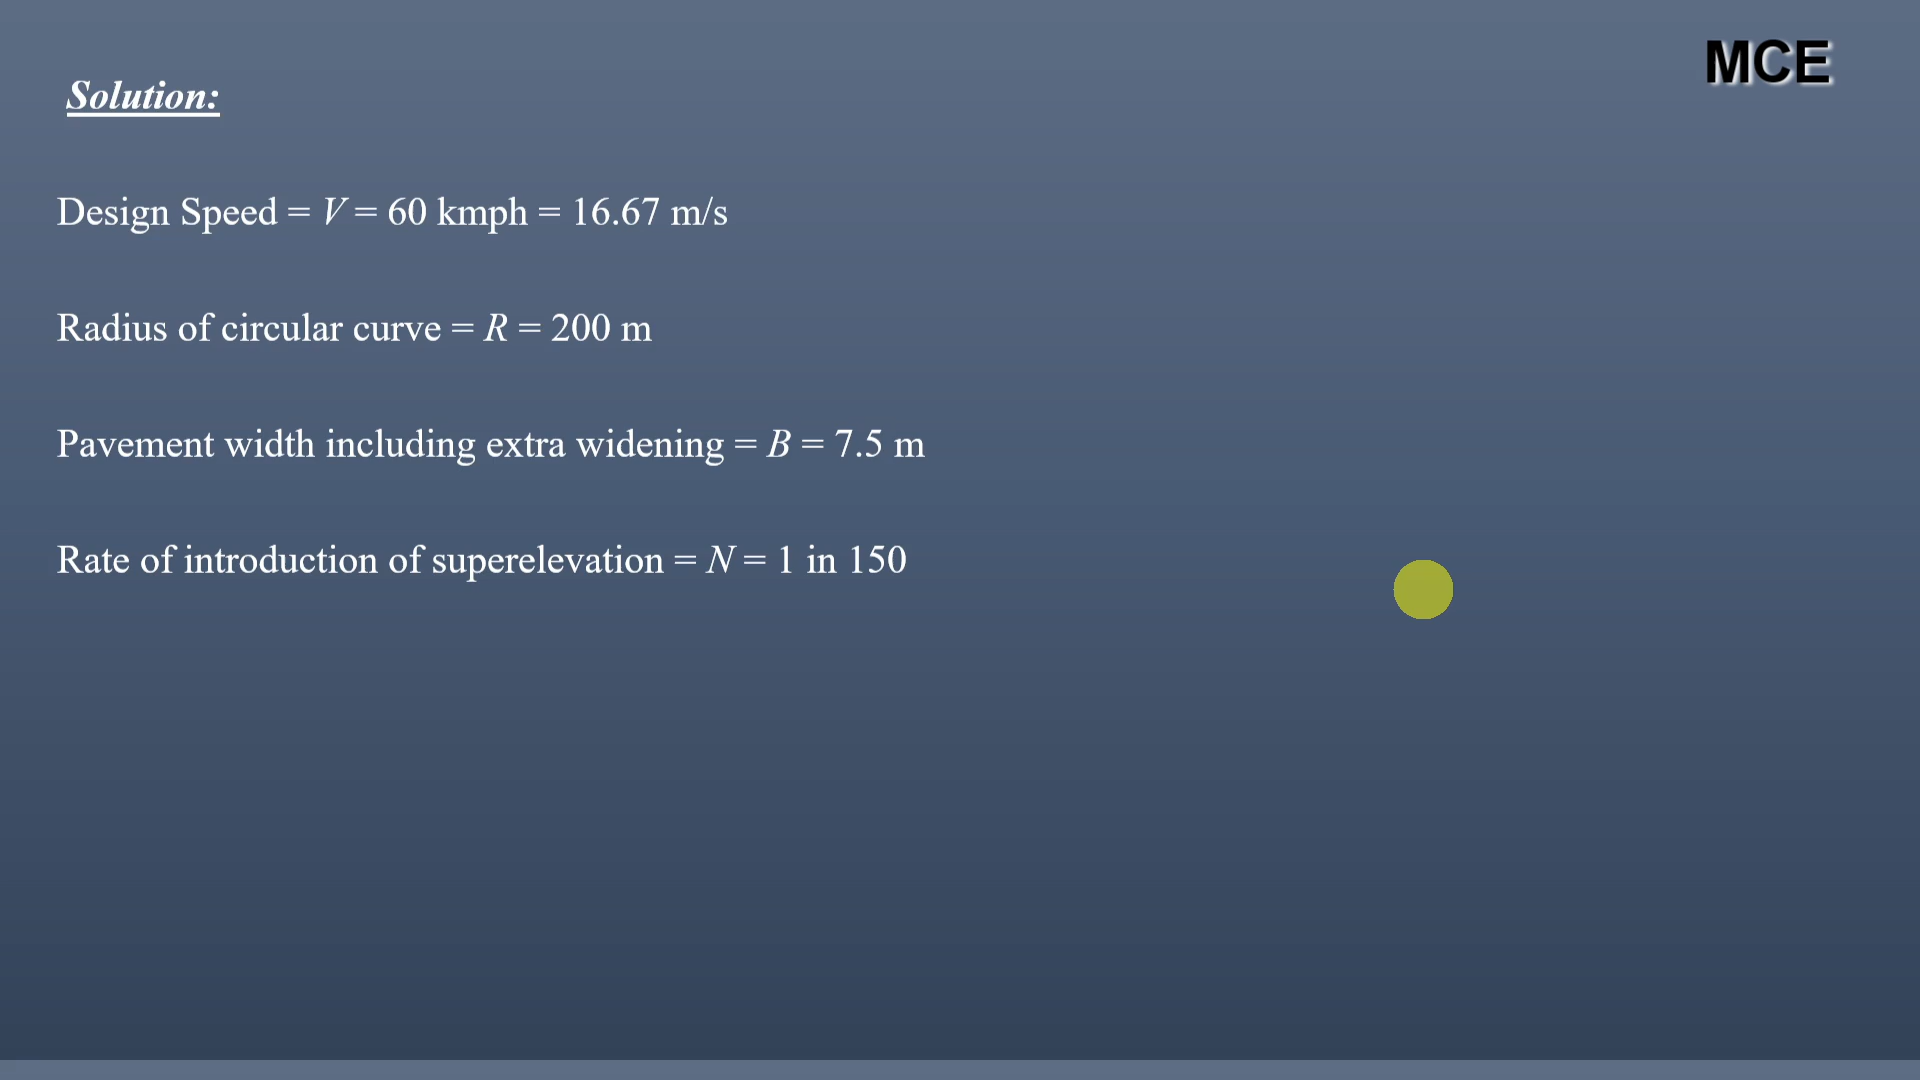 MCE
Solution:
Design Speed = V = 60 kmph = 16.67 m/s
Radius of circular curve = R = 200 m
Pavement width including extra widening = B = 7.5 m
Rate of introduction of superelevation = N = 1 in 150